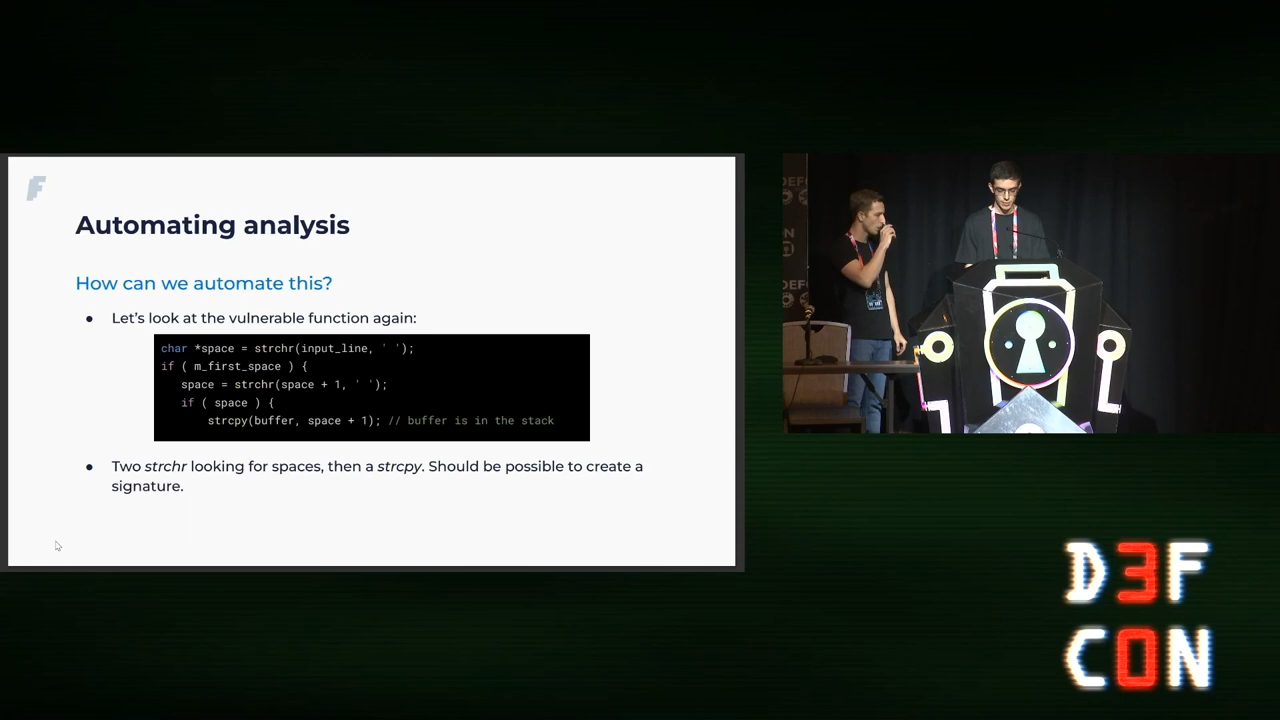 Automating analysis
How can we automate this?
● Let's look at the vulnerable function again:
char *space = strchr(input_line, ' ');
if ( m_first_space ) {
space = strchr(space + 1, ' ');
if ( space ) {
strcpy(buffer, space + 1); // buffer is in the stack
● Two strchr looking for spaces, then a strcpy. Should be possible to create a
signature.
D3F
C0N